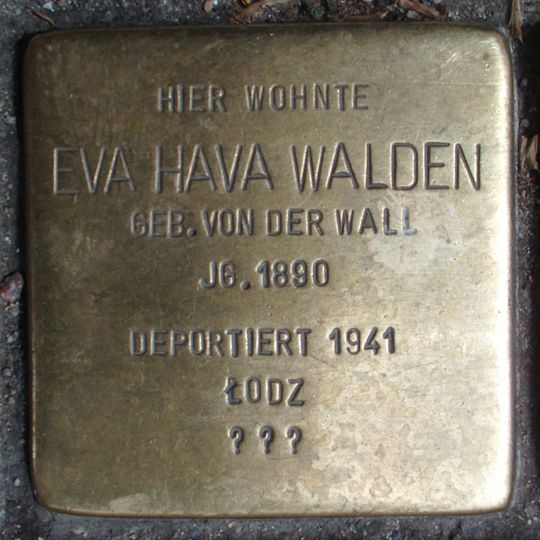 HIER WOHNTE
EVA HAVA WALDEN
GEB. VON DER WALL
JG. 1890
DEPORTIERT 1941
ŁODZ
? ? ?